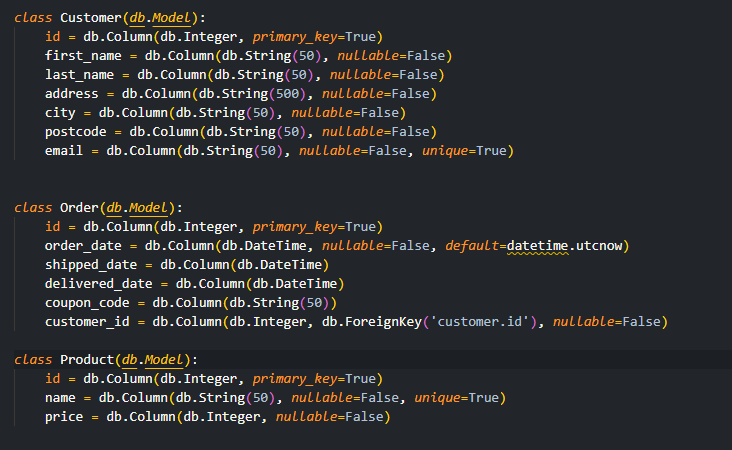 class Customer(db.Model):
    id = db.Column(db.Integer, primary_key=True)
    first_name = db.Column(db.String(50), nullable=False)
    last_name = db.Column(db.String(50), nullable=False)
    address = db.Column(db.String(500), nullable=False)
    city = db.Column(db.String(50), nullable=False)
    postcode = db.Column(db.String(50), nullable=False)
    email = db.Column(db.String(50), nullable=False, unique=True)
class Order(db.Model):
    id = db.Column(db.Integer, primary_key=True)
    order_date = db.Column(db.DateTime, nullable=False, default=datetime.utcnow)
    shipped_date = db.Column(db.DateTime)
    delivered_date = db.Column(db.DateTime)
    coupon_code = db.Column(db.String(50))
    customer_id = db.Column(db.Integer, db.ForeignKey('customer.id'), nullable=False)
class Product(db.Model):
    id = db.Column(db.Integer, primary_key=True)
    name = db.Column(db.String(50), nullable=False, unique=True)
    price = db.Column(db.Integer, nullable=False)